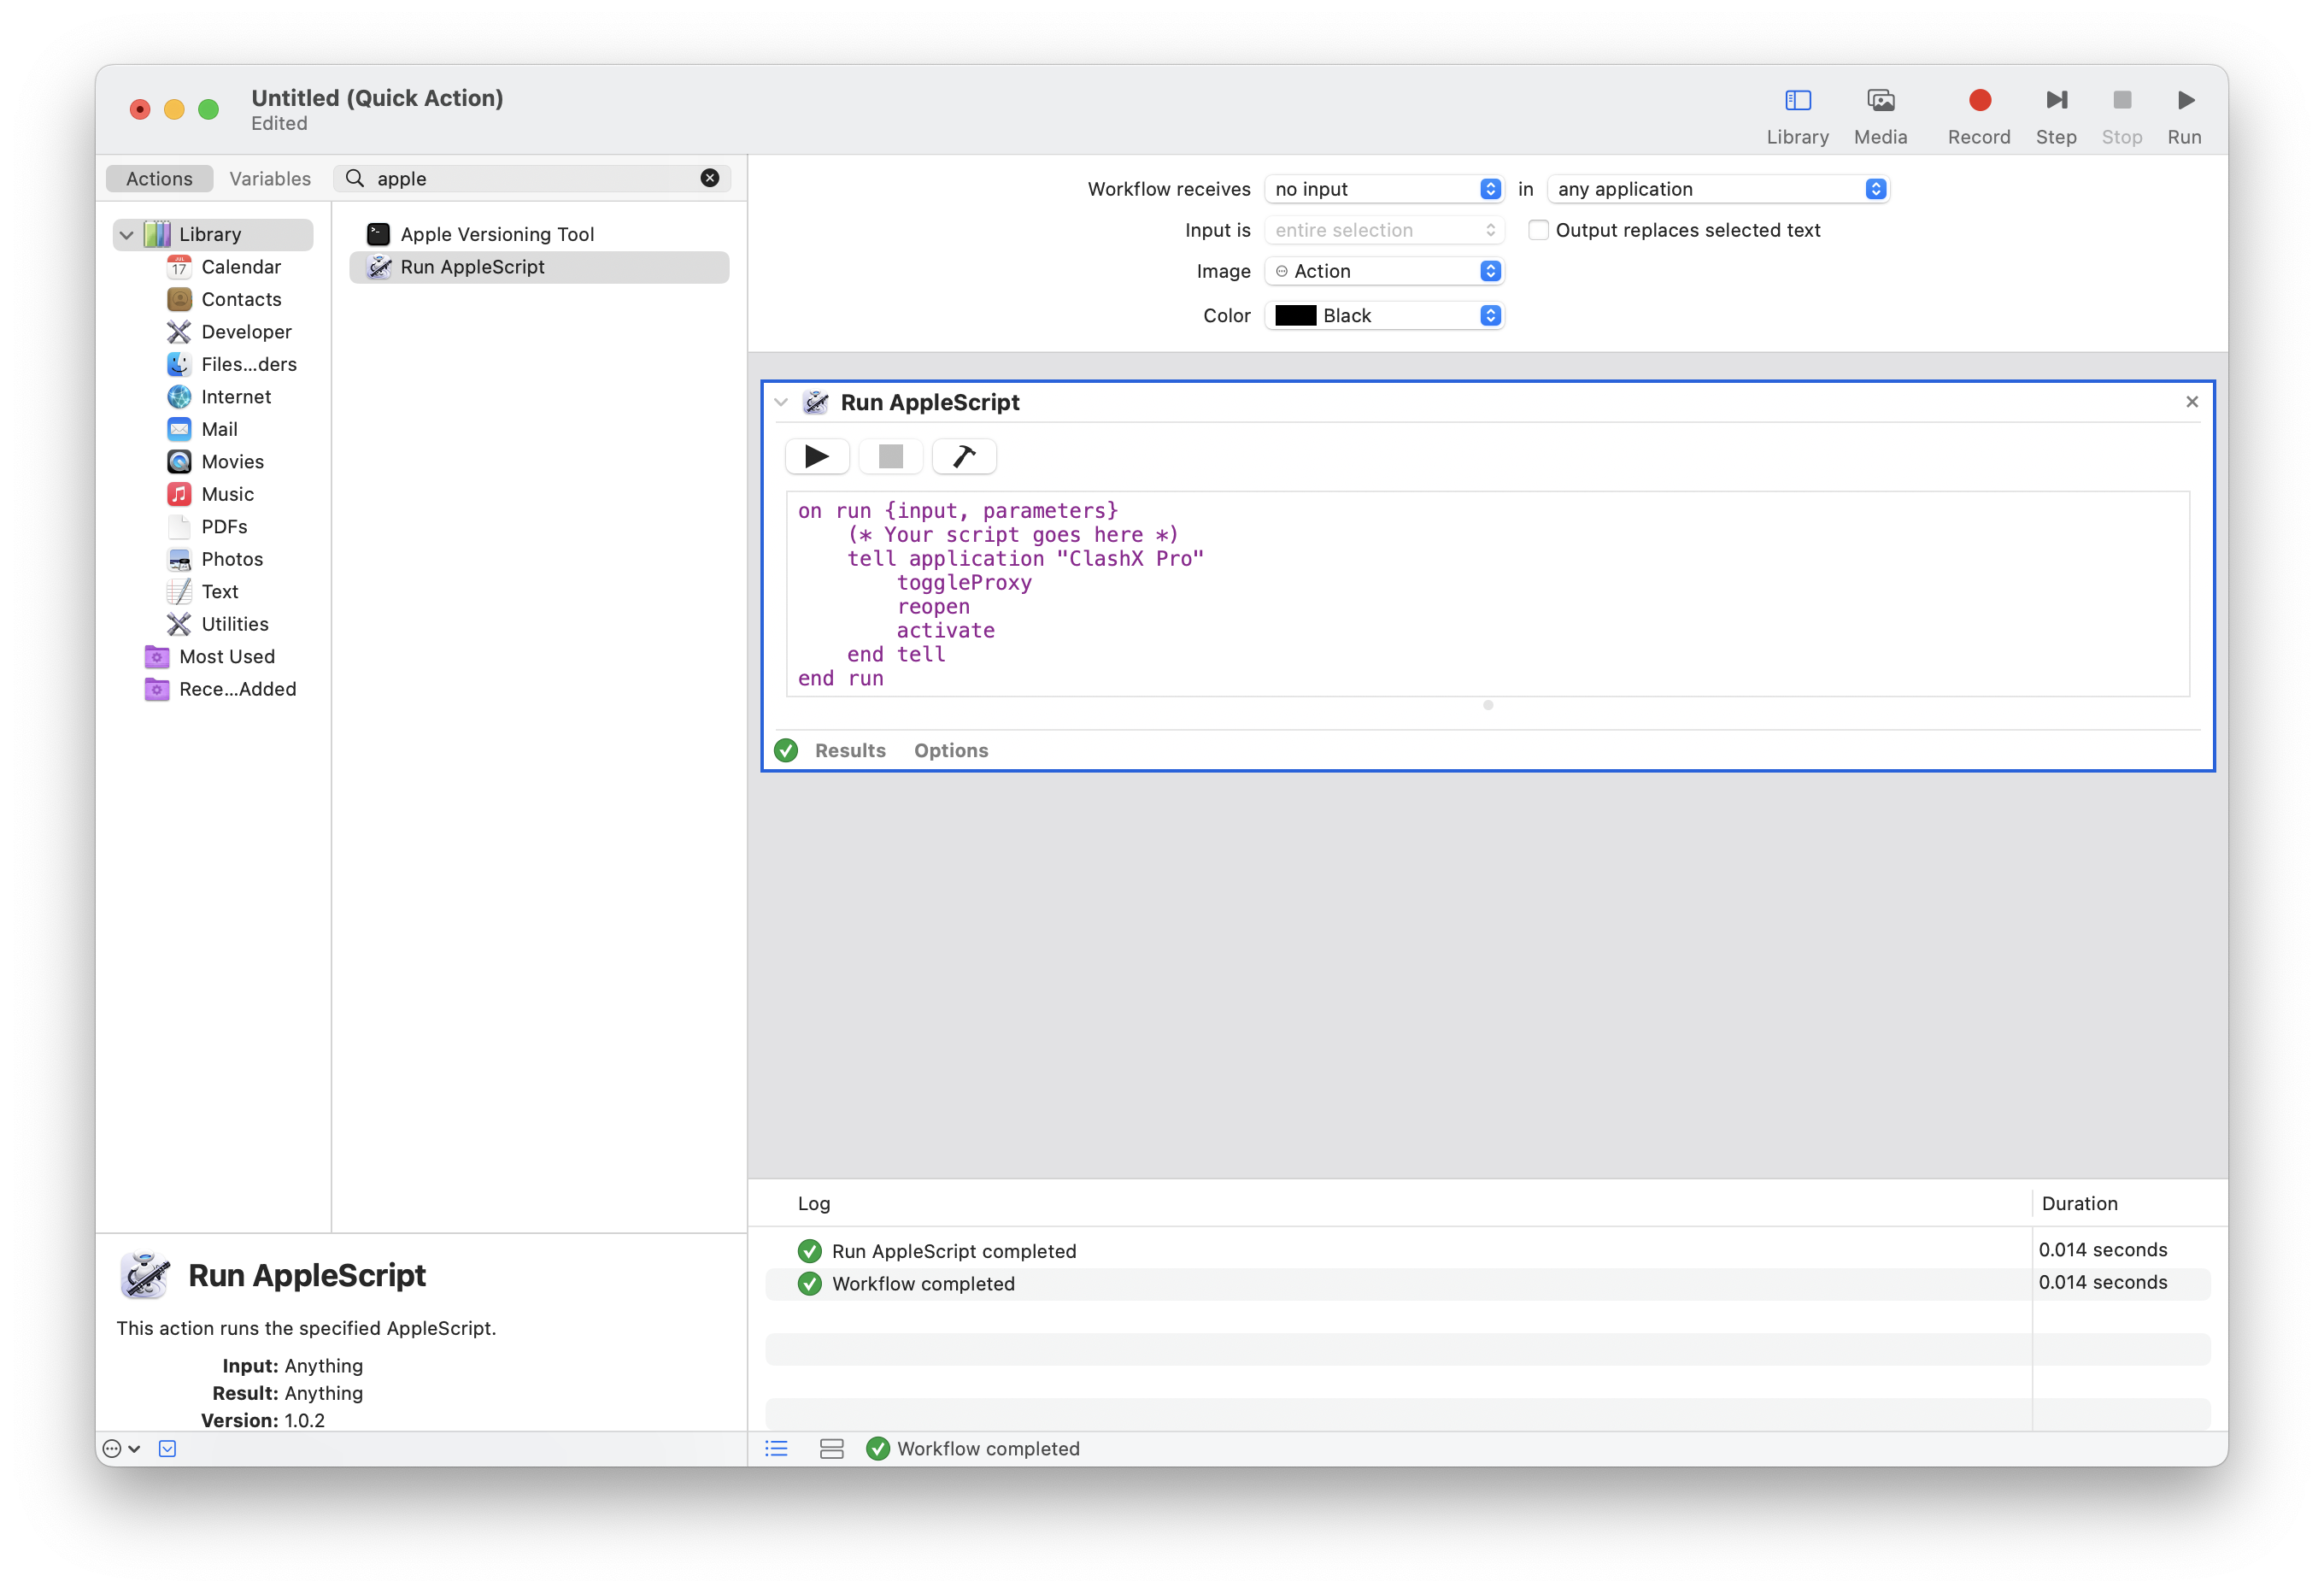 Untitled (Quick Action)
Edited
Library
Media
Record
Step
Stop
Run
Actions
Variables
apple
Library
JUL
17
Calendar
Contacts
Developer
Files...ders
Internet
Mail
Movies
Music
PDFs
Photos
Text
Utilities
Most Used
Rece...Added
Apple Versioning Tool
Run AppleScript
Workflow receives no input in any application
Input is entire selection Output replaces selected text
Image Action
Color Black
Run AppleScript
on run {input, parameters}
(* Your script goes here *)
tell application "ClashX Pro"
toggleProxy
reopen
activate
end tell
end run
Results Options
Log Duration
Run AppleScript completed 0.014 seconds
Workflow completed 0.014 seconds
Run AppleScript
This action runs the specified AppleScript.
Input: Anything
Result: Anything
Version: 1.0.2
Workflow completed